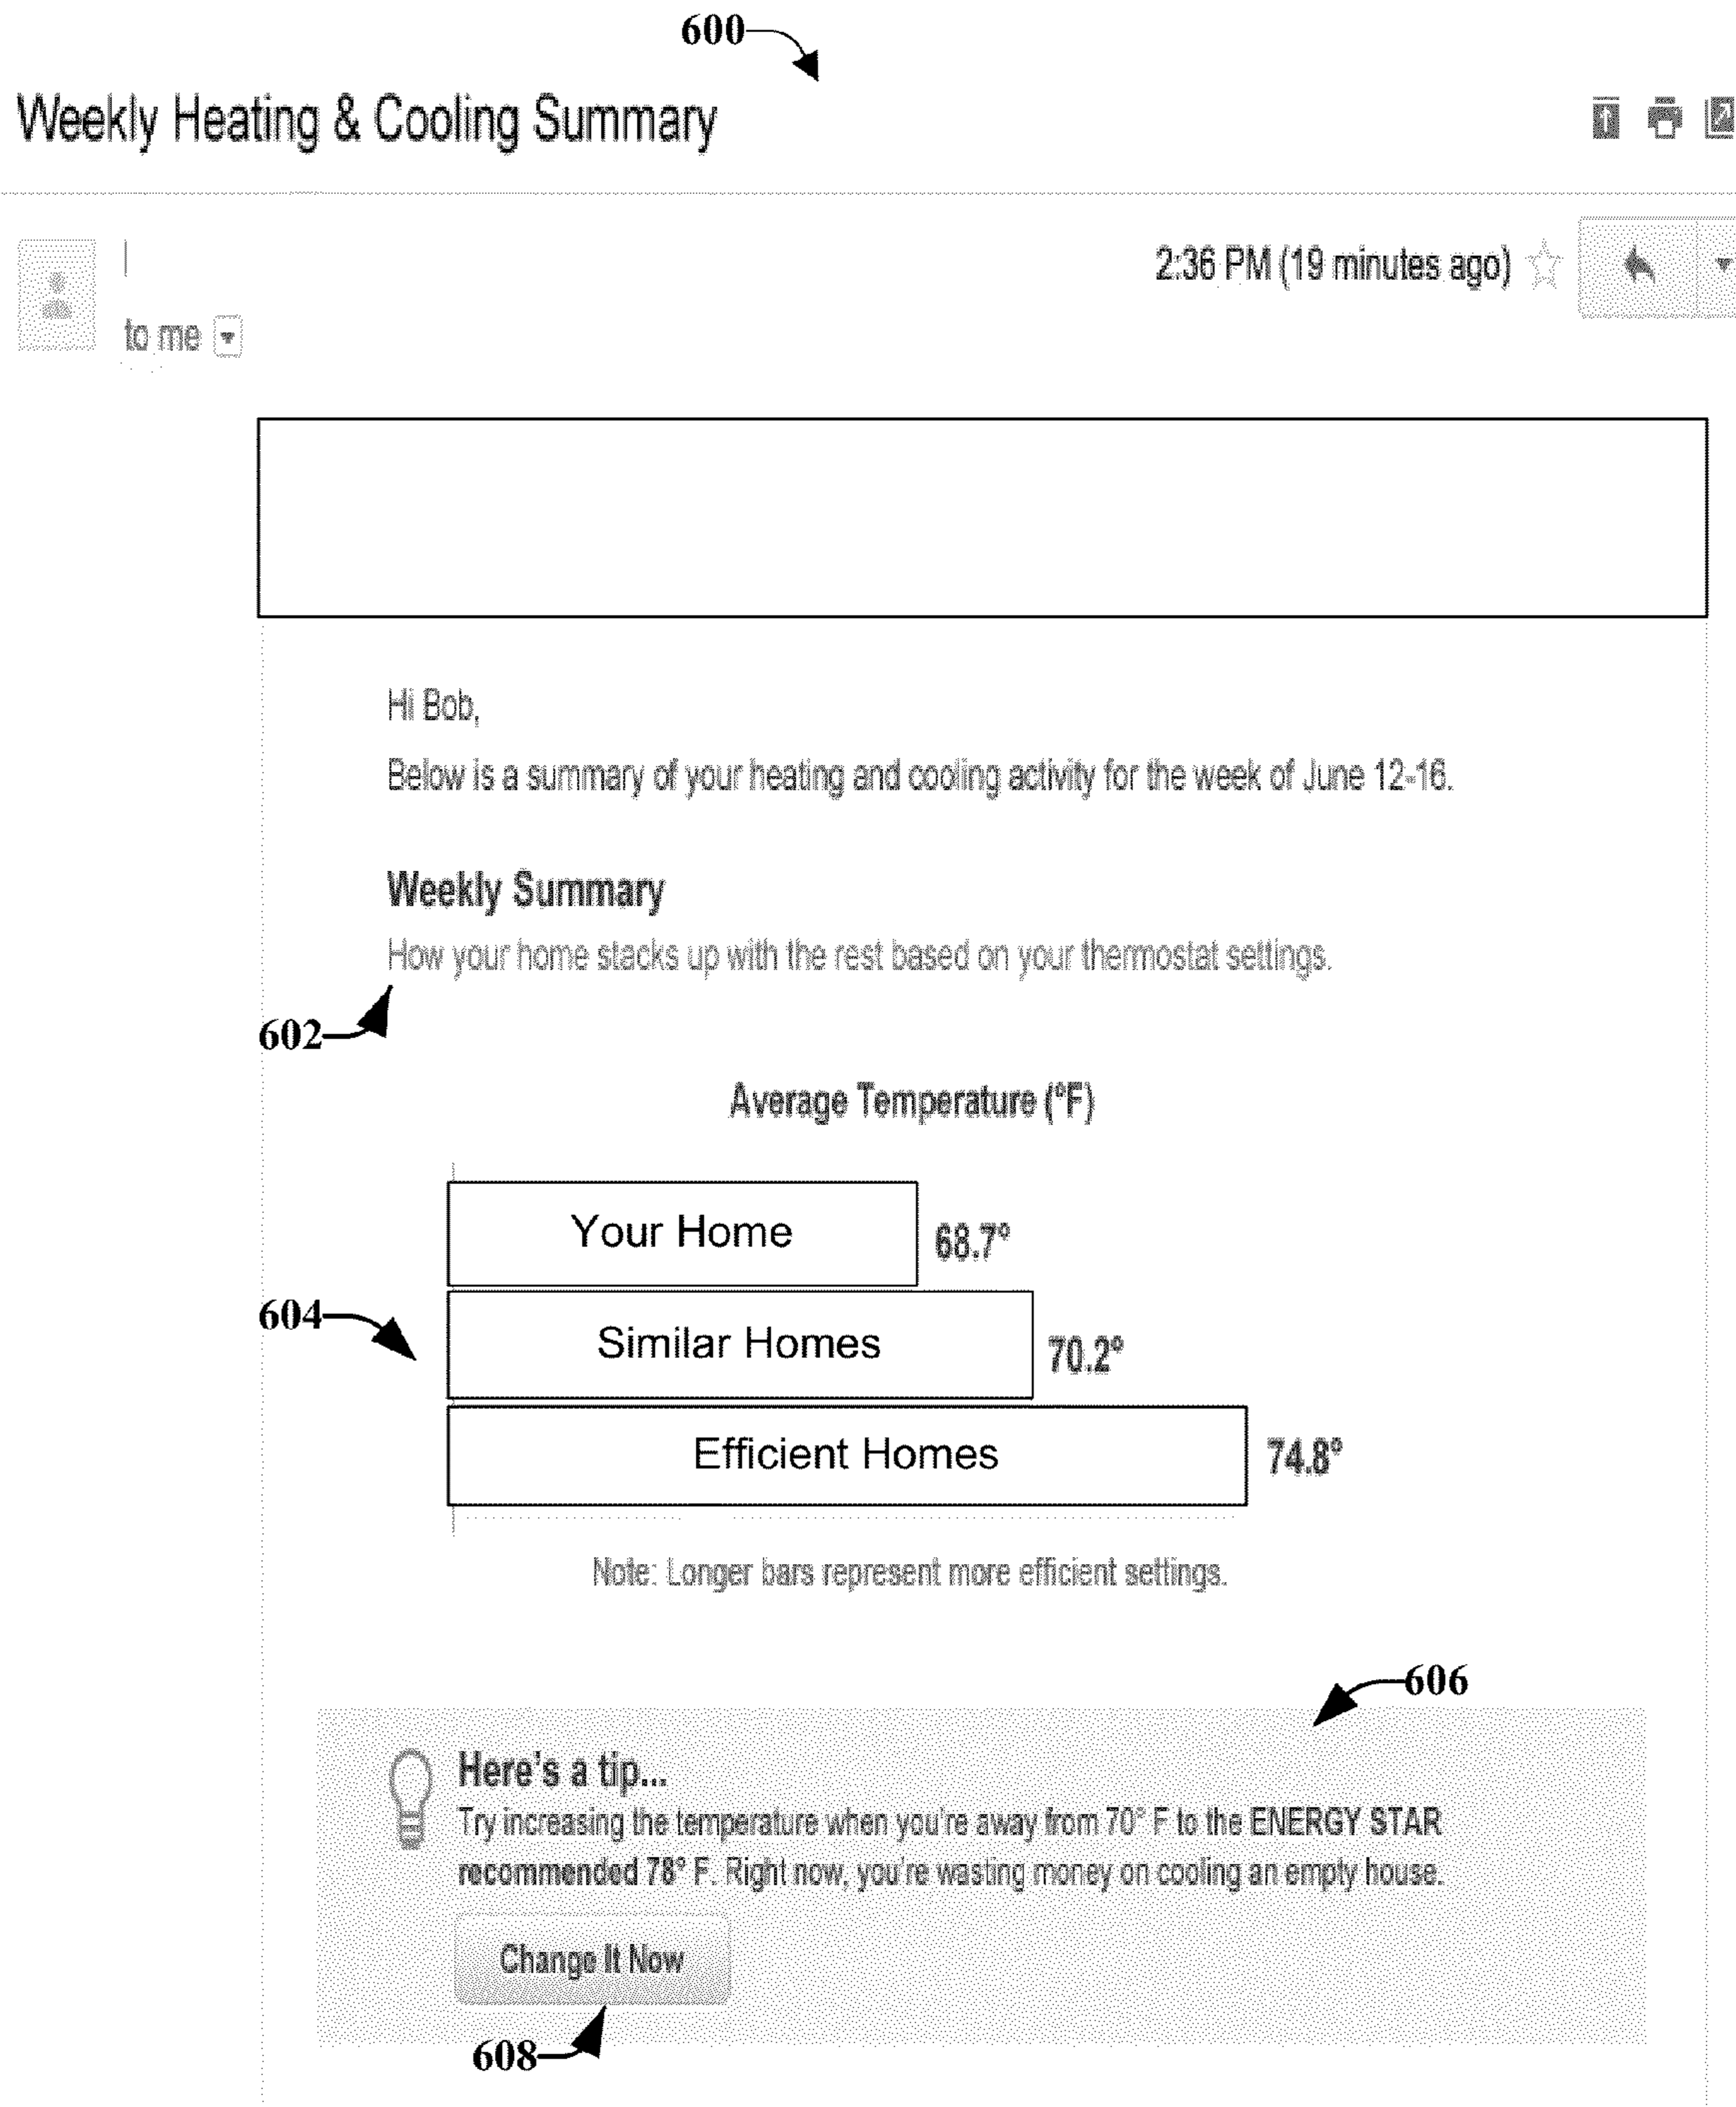 600
Weekly Heating & Cooling Summary
2:36 PM (19 minutes ago)
to me
Hi Bob,
Below is a summary of your heating and cooling activity for the week of June 12-16.
Weekly Summary
How your home stacks up with the rest based on your thermostat settings.
602
Average Temperature (°F)
Your Home 68.7°
604
Similar Homes 70.2°
Efficient Homes 74.8°
Note: Longer bars represent more efficient settings.
606
Here's a tip...
Try increasing the temperature when you're away from 70° F to the ENERGY STAR
recommended 78° F. Right now, you're wasting money on cooling an empty house.
Change It Now
608